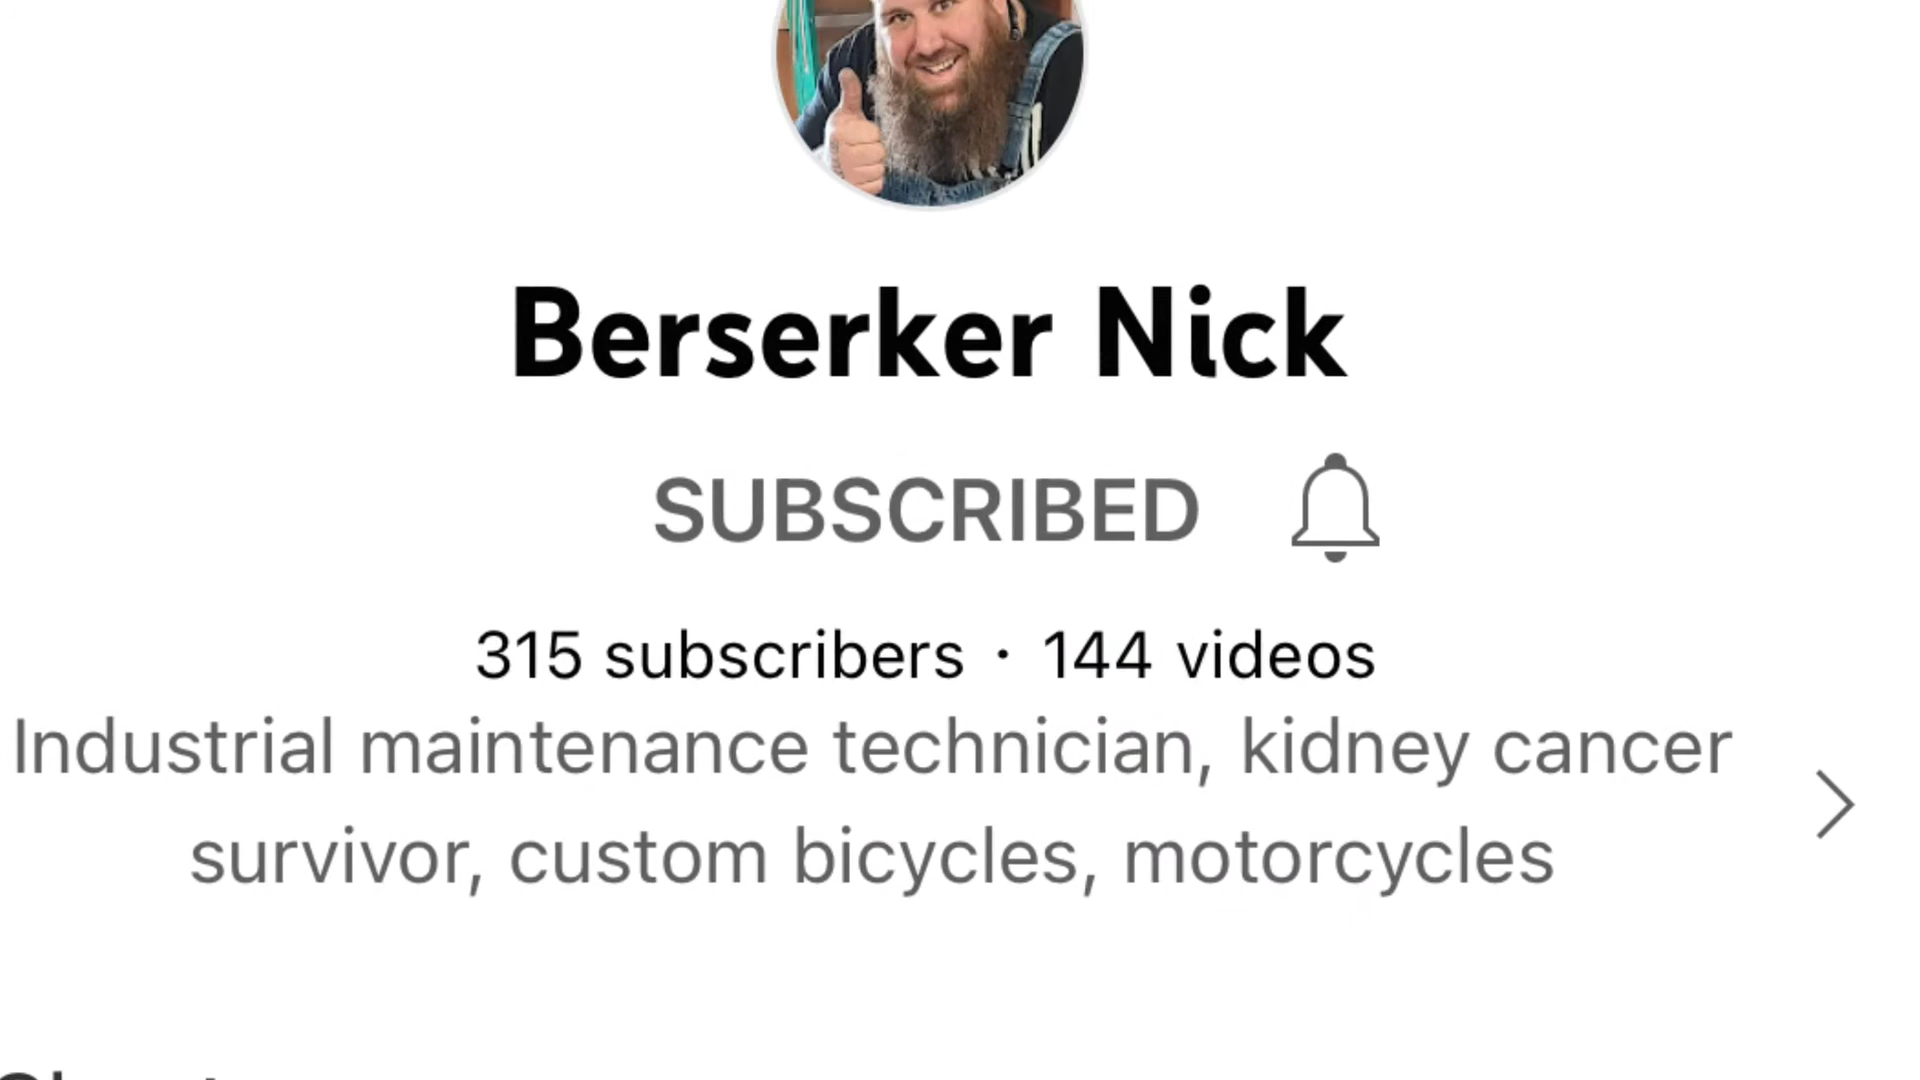 Berserker Nick
SUBSCRIBED
315 subscribers · 144 videos
Industrial maintenance technician, kidney cancer
survivor, custom bicycles, motorcycles